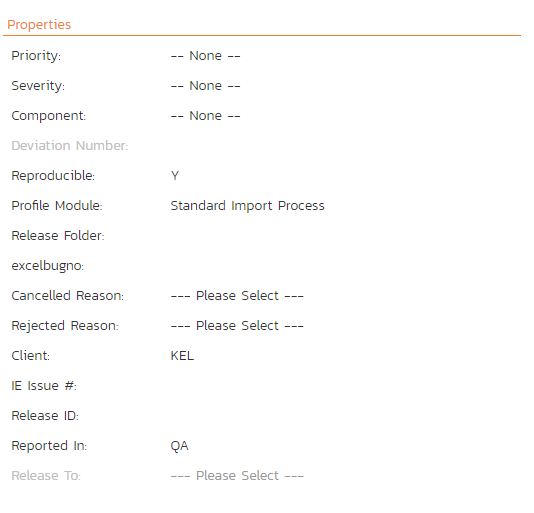 Properties
Priority: -- None --
Severity: -- None --
Component: -- None --
Deviation Number:
Reproducible: Y
Profile Module: Standard Import Process
Release Folder:
excelbugno:
Cancelled Reason: --- Please Select ---
Rejected Reason: --- Please Select ---
Client: KEL
IE Issue #:
Release ID:
Reported In: QA
Release To: --- Please Select ---